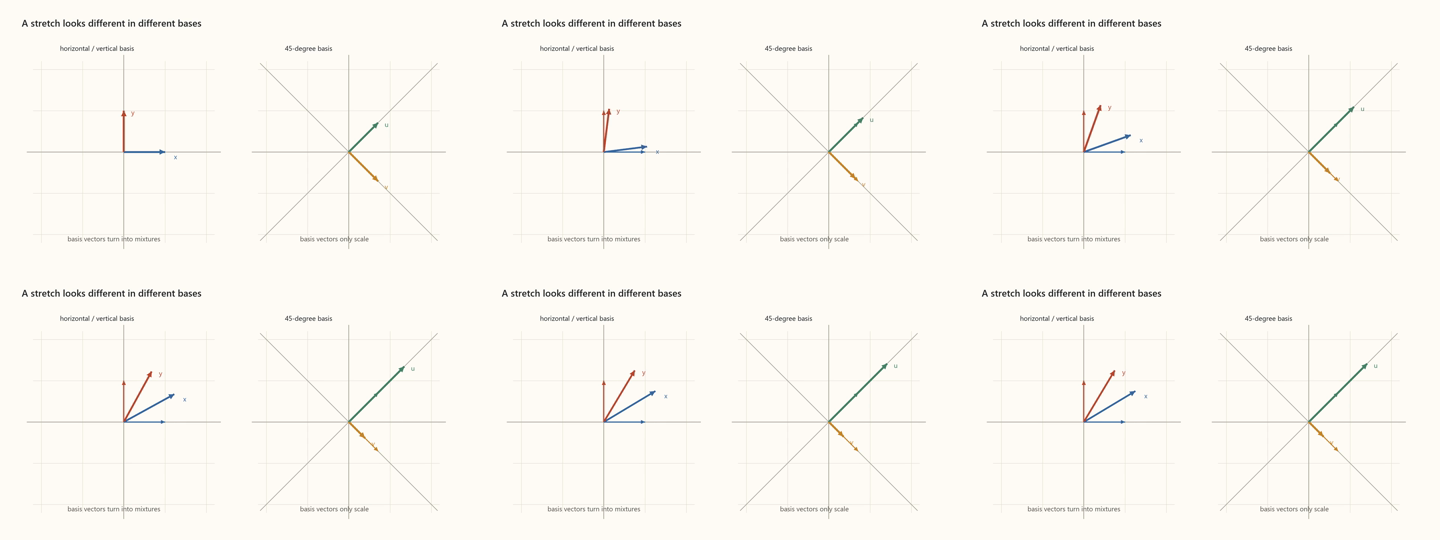 A stretch looks different in different bases
horizontal / vertical basis
45-degree basis
y
x
u
v
basis vectors turn into mixtures
basis vectors only scale
A stretch looks different in different bases
horizontal / vertical basis
45-degree basis
y
x
u
v
basis vectors turn into mixtures
basis vectors only scale
A stretch looks different in different bases
horizontal / vertical basis
45-degree basis
y
x
u
v
basis vectors turn into mixtures
basis vectors only scale
A stretch looks different in different bases
horizontal / vertical basis
45-degree basis
y
x
u
v
basis vectors turn into mixtures
basis vectors only scale
A stretch looks different in different bases
horizontal / vertical basis
45-degree basis
y
x
u
v
basis vectors turn into mixtures
basis vectors only scale
A stretch looks different in different bases
horizontal / vertical basis
45-degree basis
y
x
u
v
basis vectors turn into mixtures
basis vectors only scale